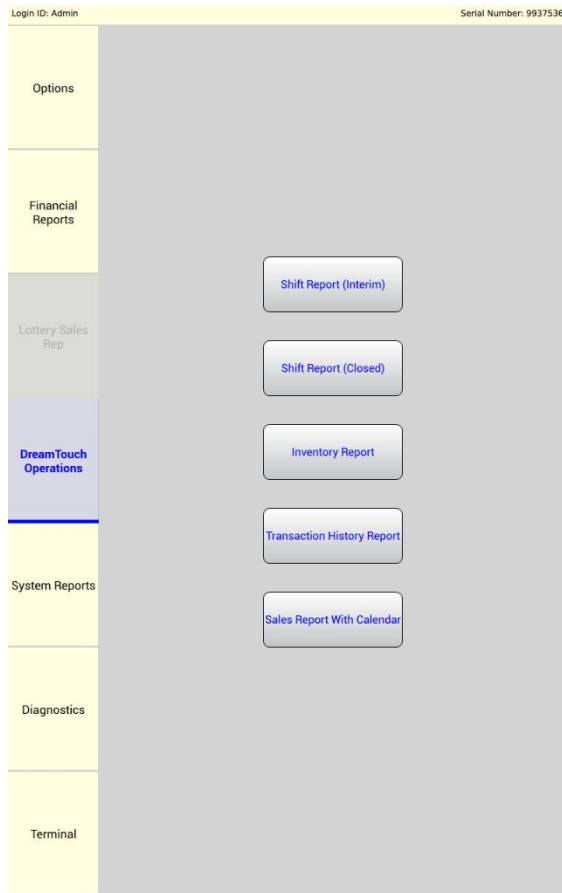 Login ID: Admin
Serial Number: 9937536
Options
Financial
Reports
Lottery Sales
Rep
DreamTouch
Operations
System Reports
Diagnostics
Terminal
Shift Report (Interim)
Shift Report (Closed)
Inventory Report
Transaction History Report
Sales Report With Calendar